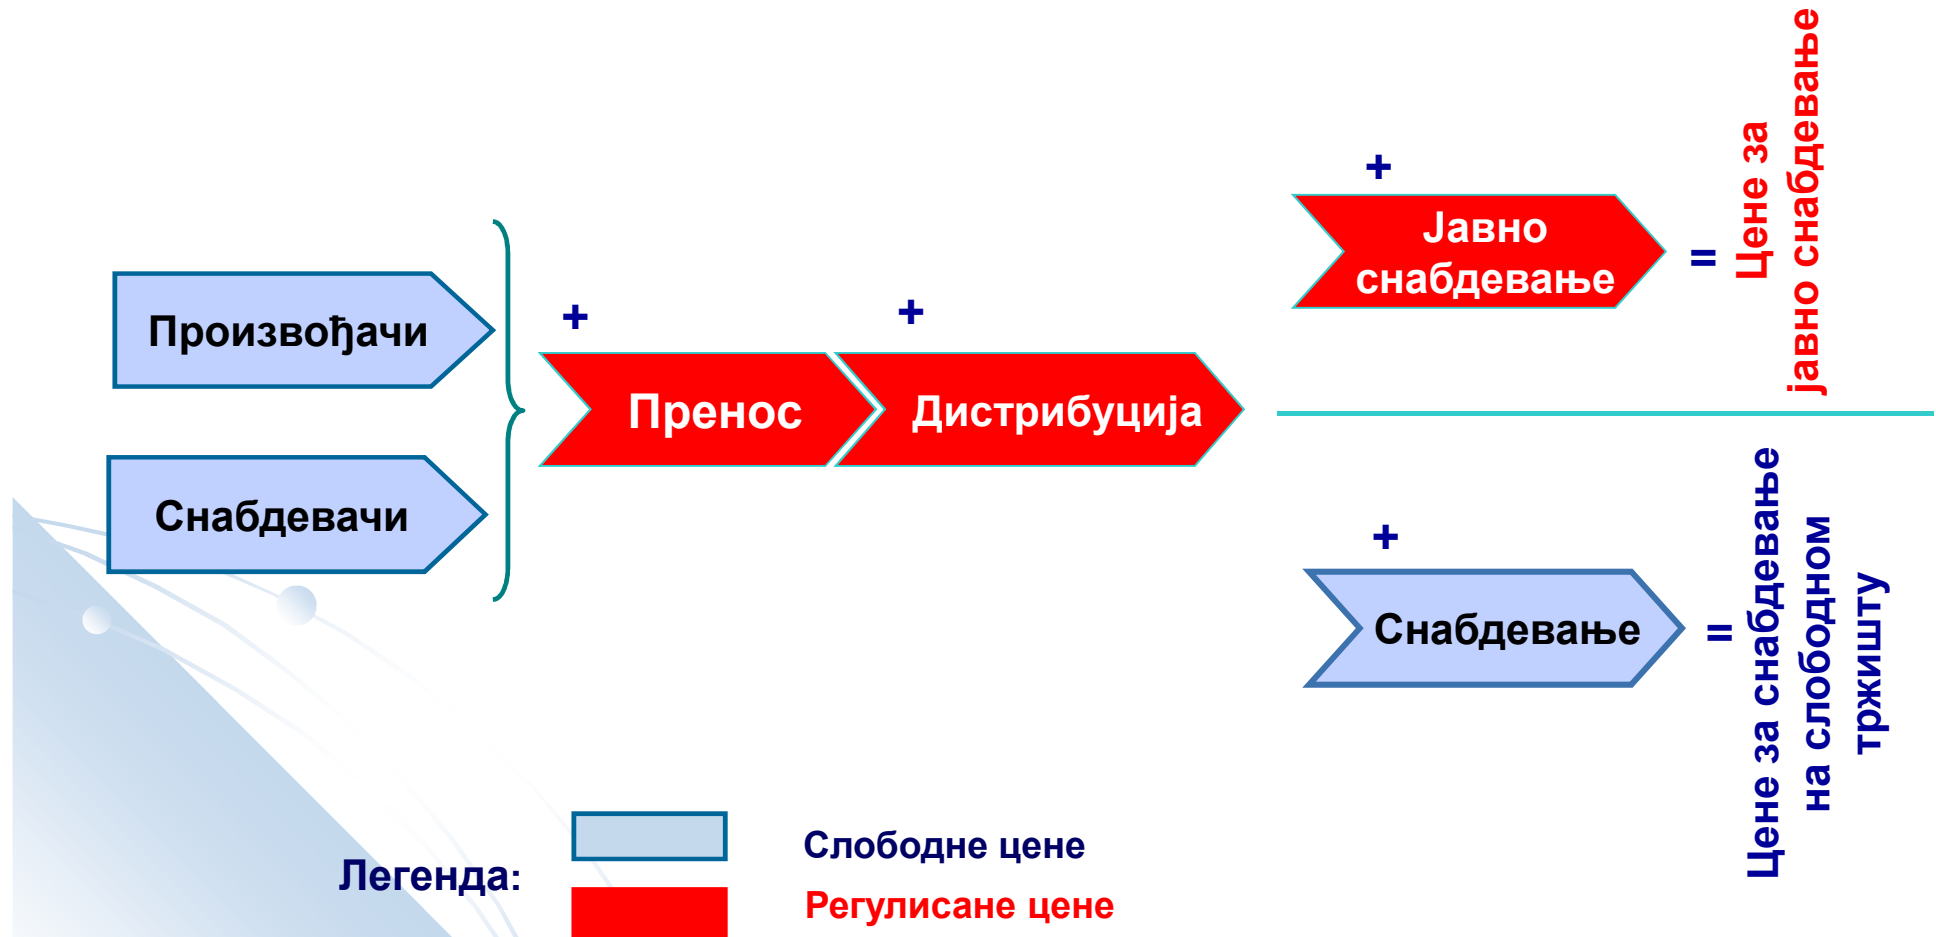 Произвођачи
Снабдевачи
+
Пренос
+
Дистрибуција
+
Јавно
снабдевање
=
Цене за
јавно снабдевање
+
Снабдевање
=
Цене за снабдевање
на слободном
тржишту
Легенда:
Слободне цене
Регулисане цене